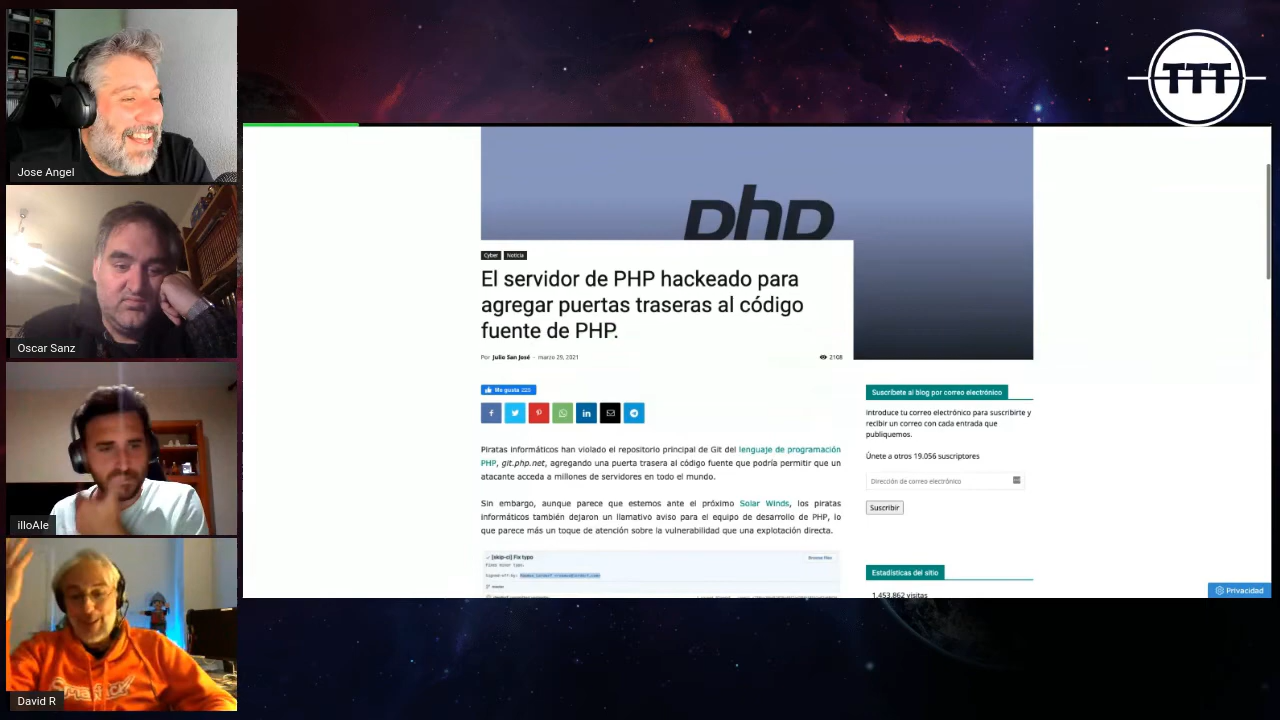 Jose Angel
Oscar Sanz
illoAle
David R
TTT
php
Cyber Noticia
El servidor de PHP hackeado para
agregar puertas traseras al código
fuente de PHP.
Por Julio San José - marzo 29, 2021
2108
Me gusta
Piratas informáticos han violado el repositorio principal de Git del lenguaje de programación
PHP, git.php.net, agregando una puerta trasera al código fuente que podría permitir que un
atacante acceda a millones de servidores en todo el mundo.
Sin embargo, aunque parece que estemos ante el próximo Solar Winds, los piratas
informáticos también dejaron un llamativo aviso para el equipo de desarrollo de PHP, lo
que parece más un toque de atención sobre la vulnerabilidad que una explotación directa.
[skip-ci] Fix typo
Browse files
Fixes minor typo.
master
Suscríbete al blog por correo electrónico
Introduce tu correo electrónico para suscribirte y
recibir un correo con cada entrada que
publiquemos.
Únete a otros 19.056 suscriptores
Dirección de correo electrónico
Suscribir
Estadísticas del sitio
1.453.862 visitas
Privacidad